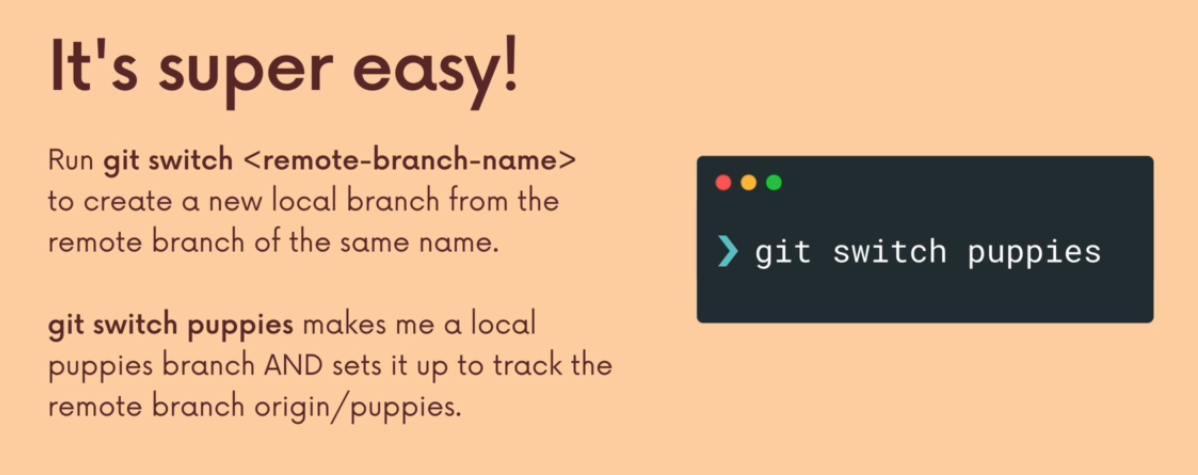 It's super easy!
Run git switch <remote-branch-name>
to create a new local branch from the
remote branch of the same name.
git switch puppies makes me a local
puppies branch AND sets it up to track the
remote branch origin/puppies.
❯ git switch puppies